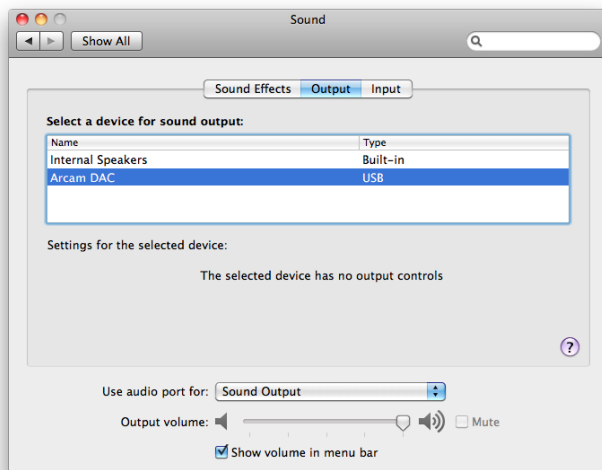 Sound
Show All
Sound Effects Output Input
Select a device for sound output:
Name Type
Internal Speakers Built-in
Arcam DAC USB
Settings for the selected device:
The selected device has no output controls
?
Use audio port for: Sound Output
Output volume: Mute
Show volume in menu bar